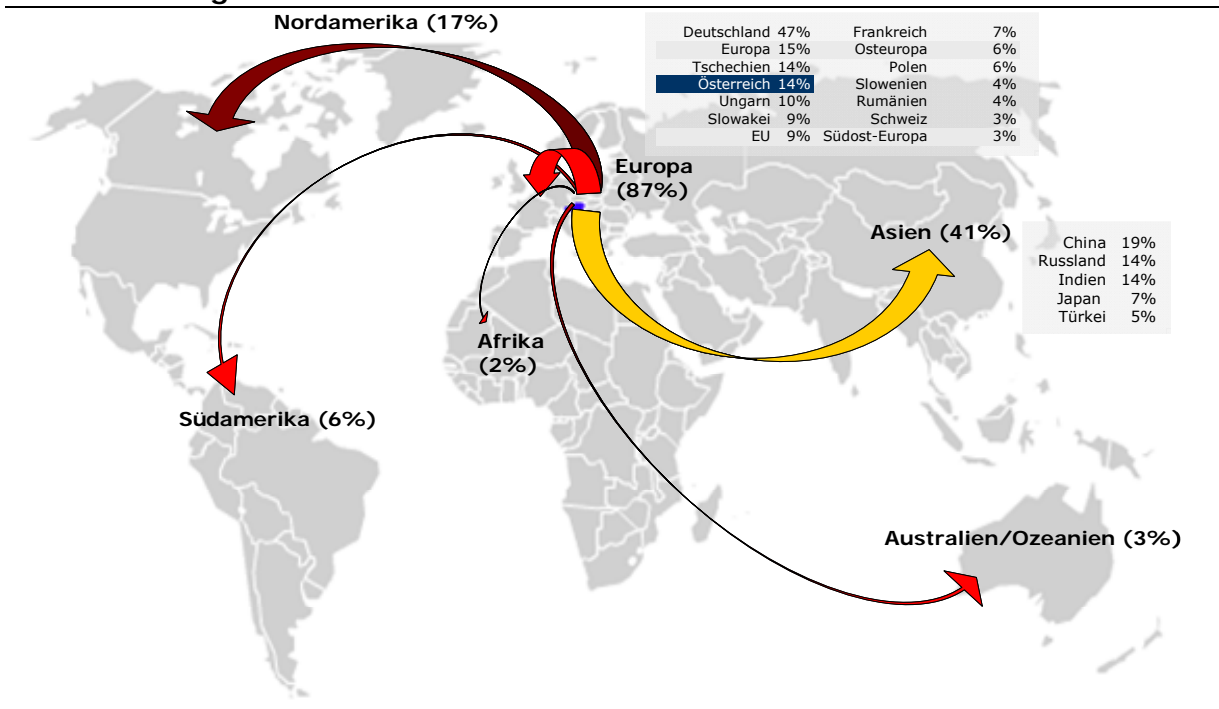 Nordamerika (17%)
Deutschland 47% Frankreich 7%
Europa 15% Osteuropa 6%
Tschechien 14% Polen 6%
Österreich 14% Slowenien 4%
Ungarn 10% Rumänien 4%
Slowakei 9% Schweiz 3%
EU 9% Südost-Europa 3%
Europa
(87%)
Asien (41%)
China 19%
Russland 14%
Indien 14%
Japan 7%
Türkei 5%
Afrika
(2%)
Südamerika (6%)
Australien/Ozeanien (3%)